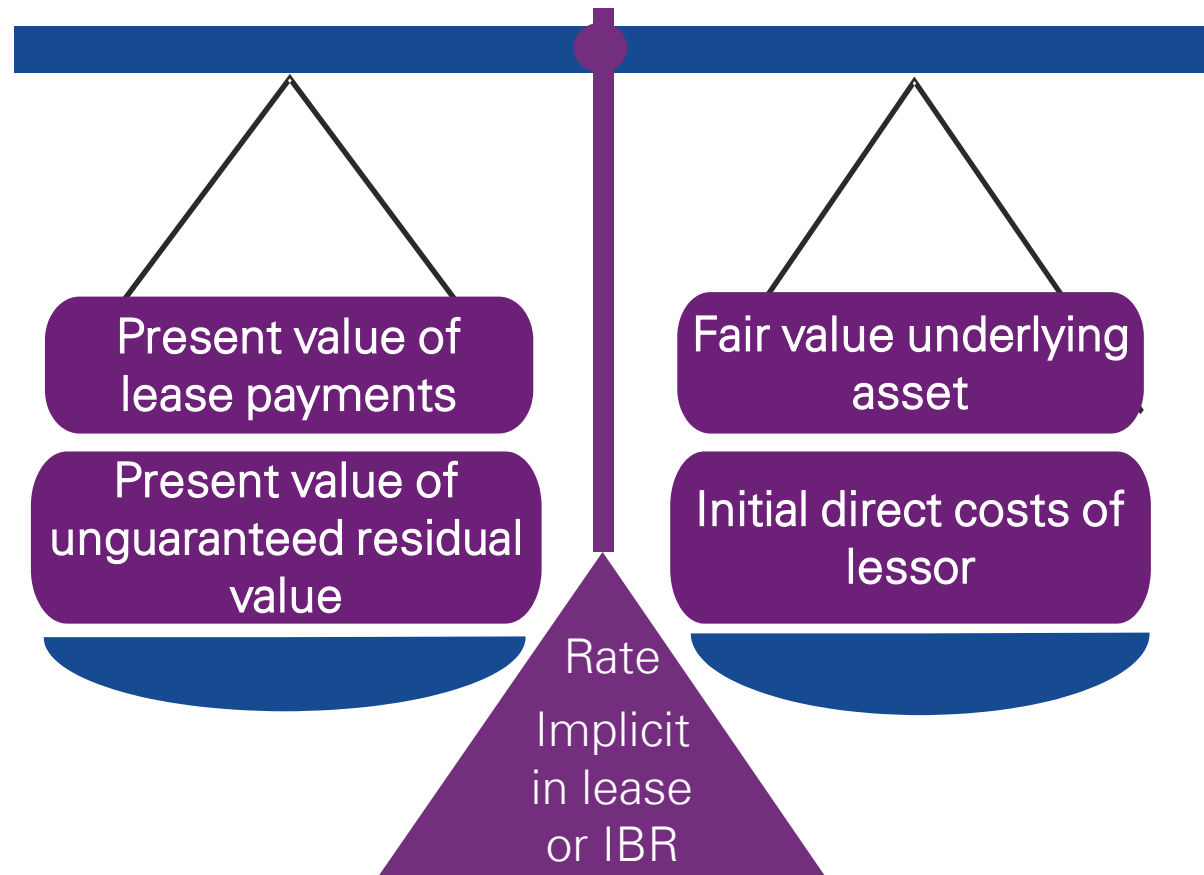 Present value of
lease payments
Present value of
unguaranteed residual
value
Fair value underlying
asset
Initial direct costs of
lessor
Rate
Implicit
in lease
or IBR